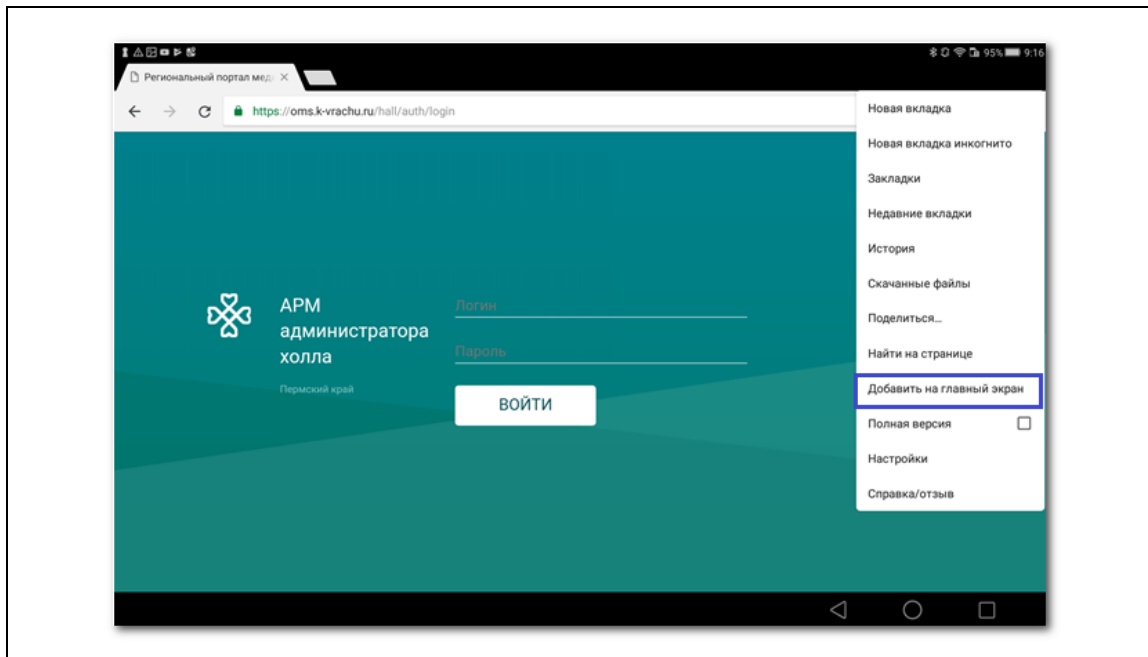 95% 9:16
Региональный портал мед
https://oms.k-vrachu.ru/hall/auth/login
Новая вкладка
Новая вкладка инкогнито
Закладки
Недавние вкладки
История
Скачанные файлы
Поделиться...
Найти на странице
Добавить на главный экран
Полная версия
Настройки
Справка/отзыв
АРМ
администратора
холла
Пермский край
Логин
Пароль
ВОЙТИ